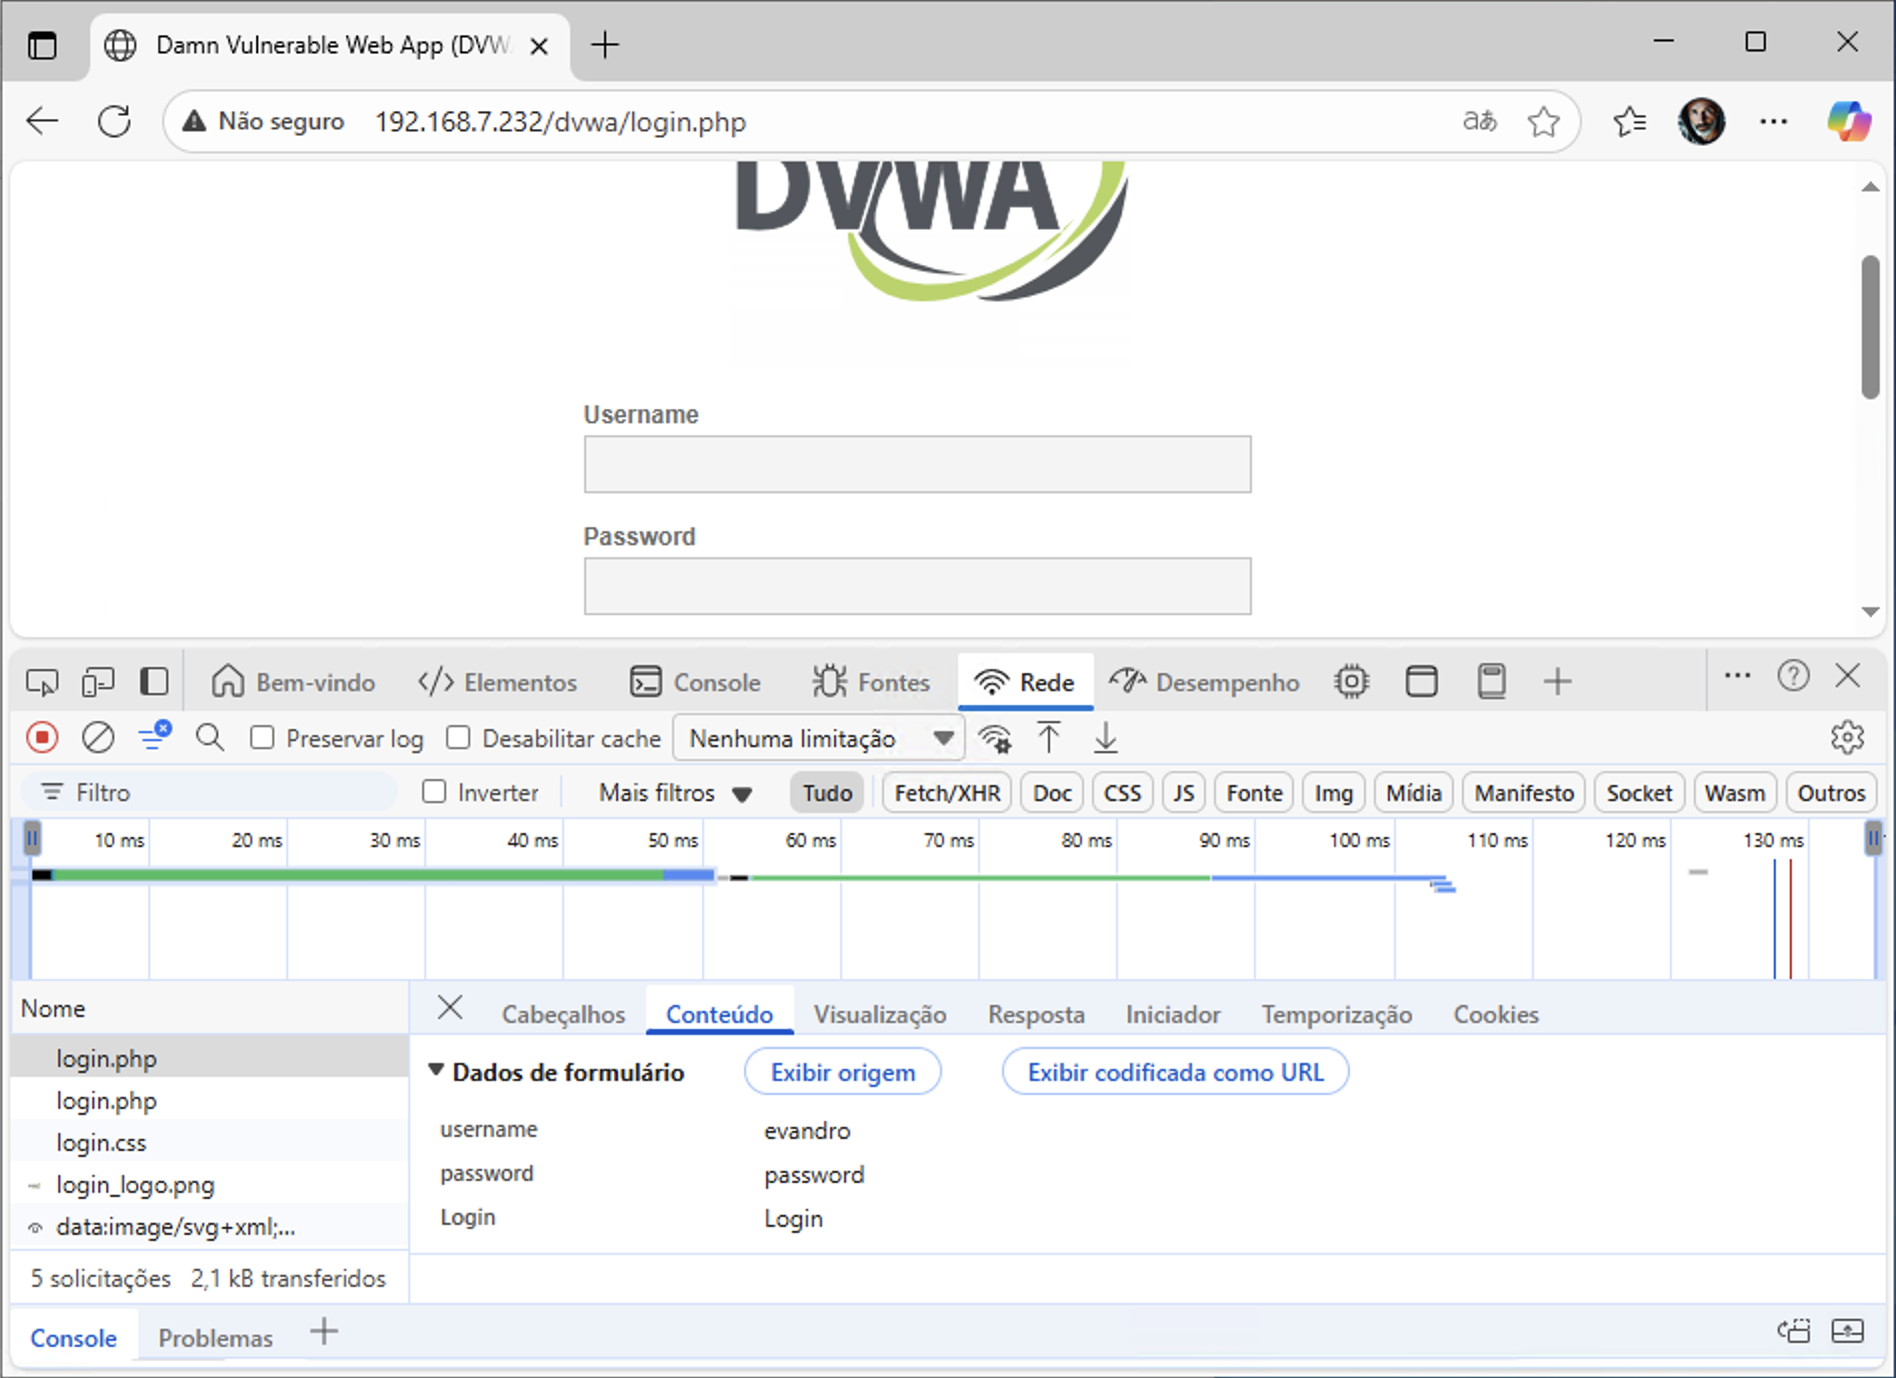 Damn Vulnerable Web App (DVW
Não seguro 192.168.7.232/dvwa/login.php aあ
DVWA
Username
Password
Bem-vindo Elementos Console Fontes Rede Desempenho
Preservar log Desabilitar cache Nenhuma limitação
Filtro Inverter Mais filtros Tudo Fetch/XHR Doc CSS JS Fonte Img Mídia Manifesto Socket Wasm Outros
10 ms 20 ms 30 ms 40 ms 50 ms 60 ms 70 ms 80 ms 90 ms 100 ms 110 ms 120 ms 130 ms
Nome
Cabeçalhos Conteúdo Visualização Resposta Iniciador Temporização Cookies
login.php
login.php
login.css
login_logo.png
data:image/svg+xml;...
Dados de formulário Exibir origem Exibir codificada como URL
username evandro
password password
Login Login
5 solicitações 2,1 kB transferidos
Console Problemas